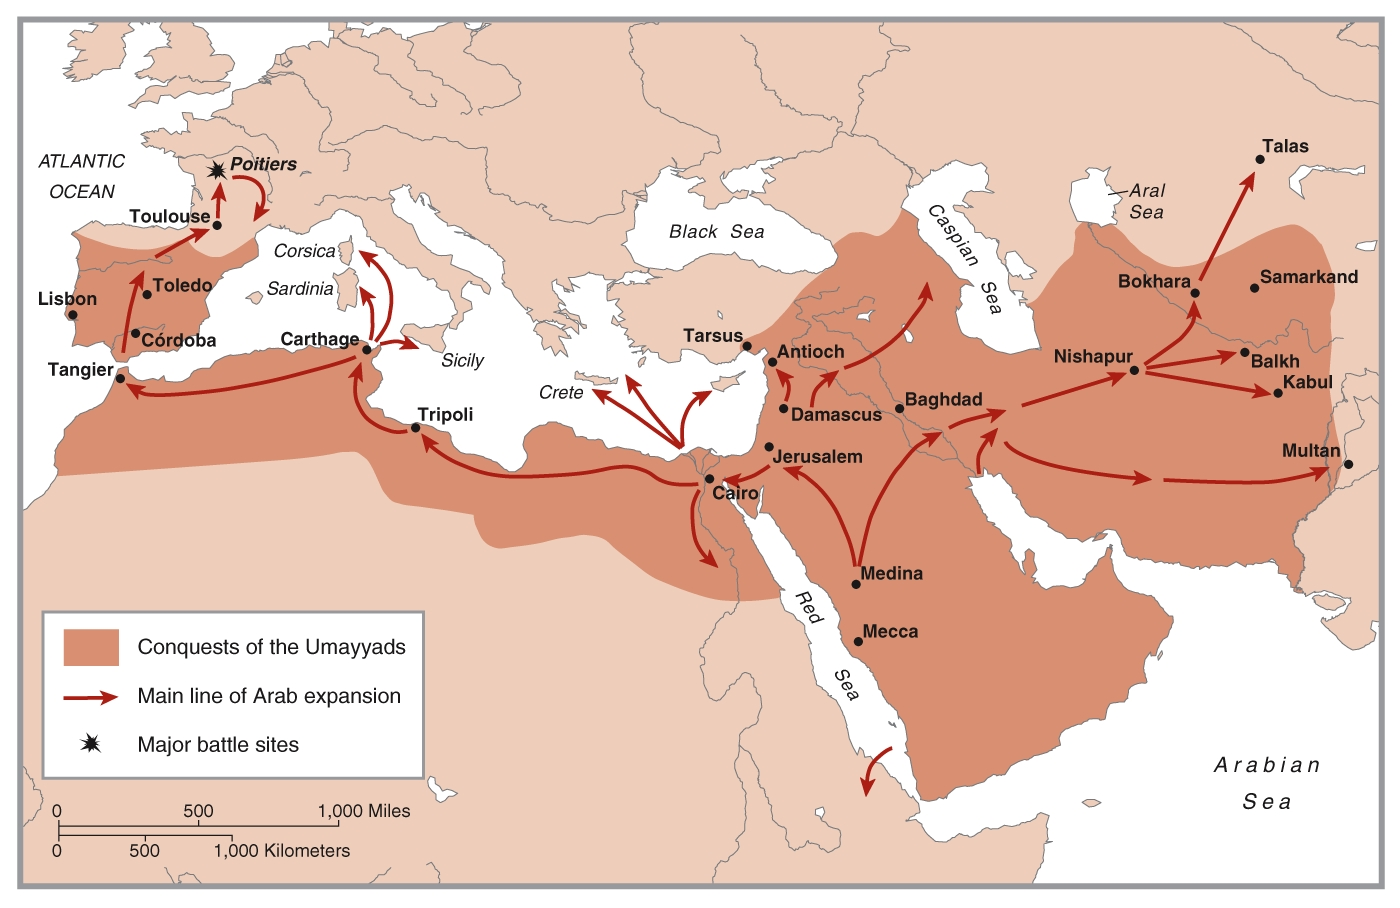 Talas
ATLANTIC
OCEAN
Poitiers
Aral
Sea
Toulouse
Black Sea
Caspian
Sea
Corsica
Sardinia
Bokhara
Samarkand
Toledo
Lisbon
Córdoba
Carthage
Sicily
Tarsus
Antioch
Nishapur
Balkh
Kabul
Tangier
Crete
Tripoli
Damascus
Baghdad
Jerusalem
Multan
Cairo
Medina
Mecca
Red
Sea
Arabian
Sea
Conquests of the Umayyads
Main line of Arab expansion
Major battle sites
0 500 1,000 Miles
0 500 1,000 Kilometers